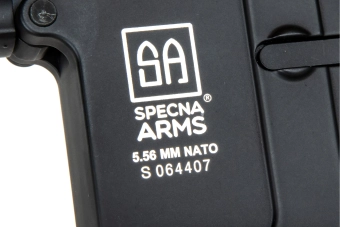 SA
SPECNA®
ARMS
5.56 MM NATO
S 064407